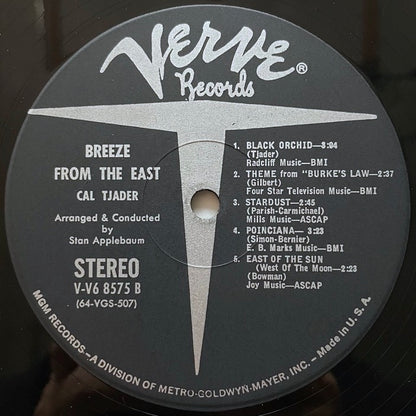 Verve®
Records
BREEZE
FROM THE EAST
CAL TJADER
Arranged & Conducted
by
Stan Applebaum
STEREO
V-V6 8575 B
(64-VGS-507)
1. BLACK ORCHID—3:94
(Tjader)
Radcliff Music—BMI
2. THEME from "BURKE'S LAW—2:37
(Gilbert)
Four Star Television Music—BMI
3. STARDUST—2:45
(Parish-Carmichael)
Mills Music—ASCAP
4. POINCIANA— 3:23
(Simon-Bernier)
E. B. Marks Music—BMI
5. EAST OF THE SUN
(West Of The Moon—2:23
(Bowman)
Joy Music—ASCAP
MGM RECORDS—A DIVISION OF METRO-GOLDWYN-MAYER, INC.—Made in U.S.A.